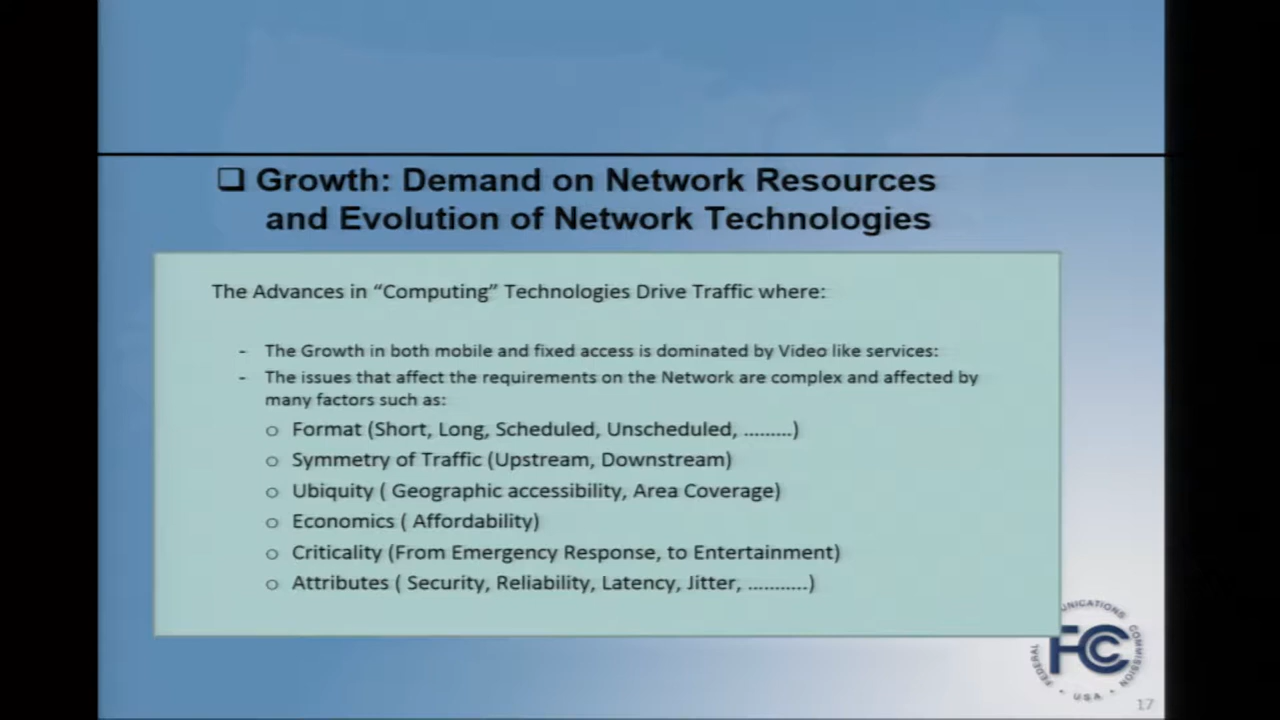 ❑ Growth: Demand on Network Resources
and Evolution of Network Technologies
The Advances in “Computing” Technologies Drive Traffic where:
- The Growth in both mobile and fixed access is dominated by Video like services:
- The issues that affect the requirements on the Network are complex and affected by
many factors such as:
o Format (Short, Long, Scheduled, Unscheduled, .........)
o Symmetry of Traffic (Upstream, Downstream)
o Ubiquity ( Geographic accessibility, Area Coverage)
o Economics ( Affordability)
o Criticality (From Emergency Response, to Entertainment)
o Attributes ( Security, Reliability, Latency, Jitter, ...........)
FEDERAL MUNICATIONS COMMISSION
FCC
• USA •
17